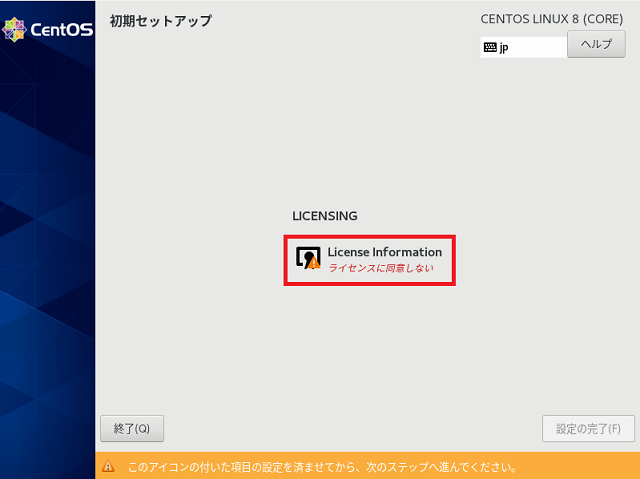 CentOS
初期セットアップ
CENTOS LINUX 8 (CORE)
jp
ヘルプ
LICENSING
License Information
ライセンスに同意しない
終了(Q)
設定の完了(F)
このアイコンの付いた項目の設定を済ませてから、次のステップへ進んでください。